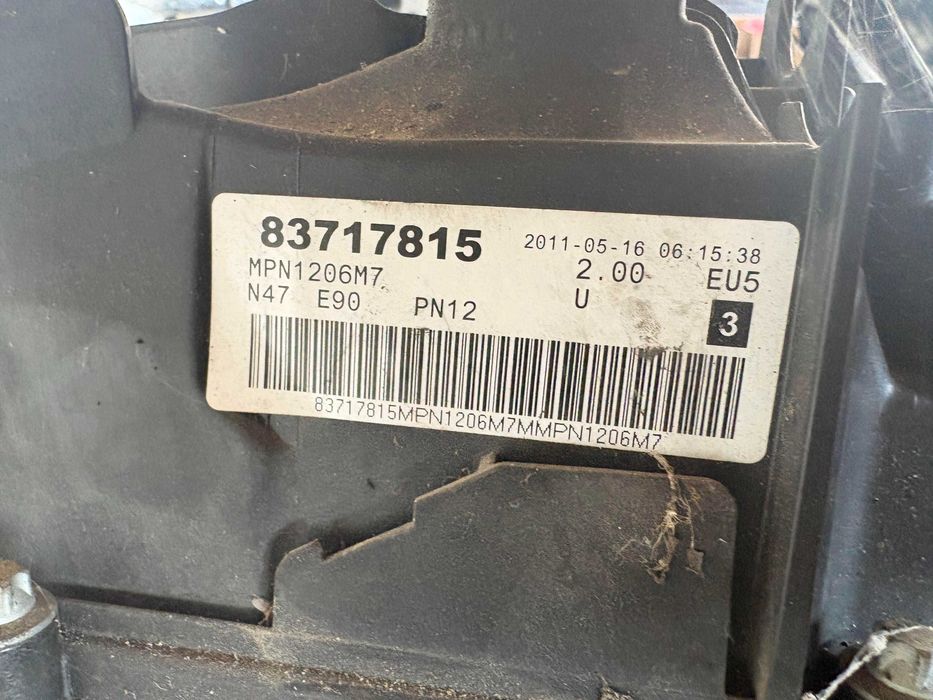 83717815 2011-05-16 06:15:38
MPN1206M7 2.00 EU5
N47 E90 PN12 U 3
83717815MPN1206M7MMPN1206M7